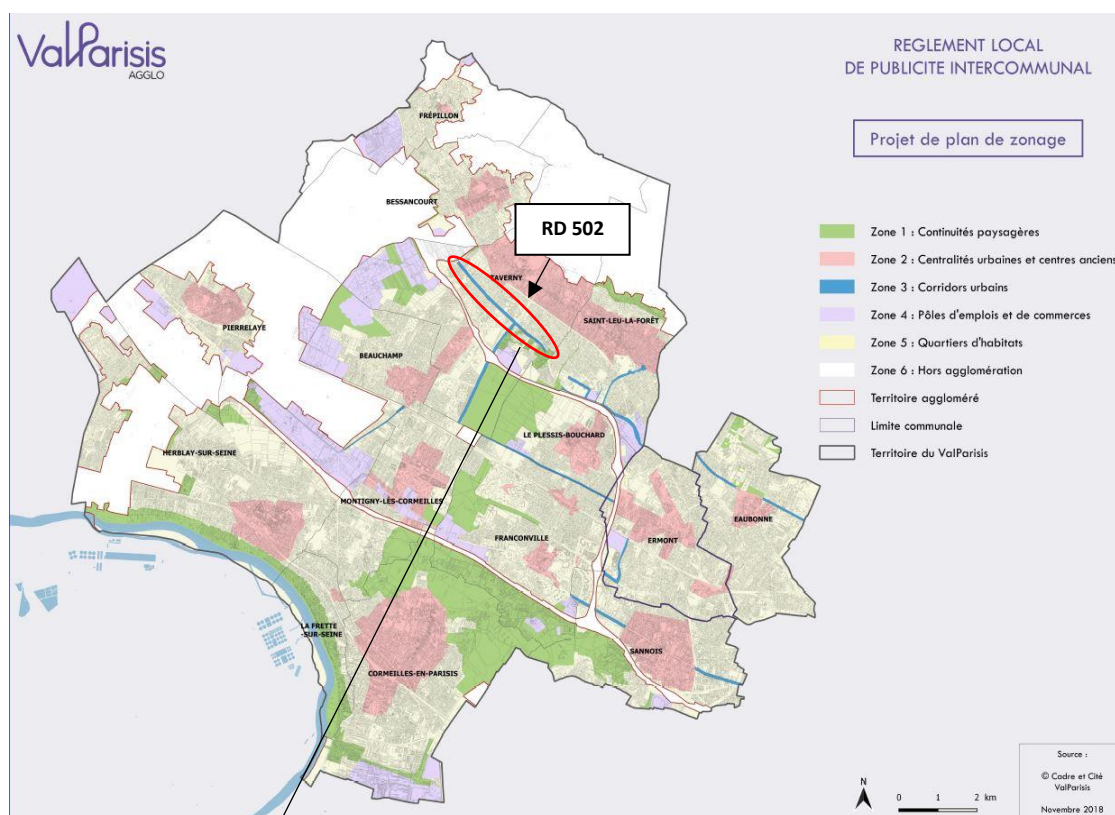 ValParisis
AGGLO
REGLEMENT LOCAL
DE PUBLICITE INTERCOMMUNAL
Projet de plan de zonage
FRÉPILLON
BESSANCOURT
RD 502
TAVERNY
SAINT-LEU-LA-FORÊT
PIERRELAYE
BEAUCHAMP
LE PLESSIS-BOUCHARD
HERBLAY-SUR-SEINE
MONTIGNY-LÈS-CORMEILLES
FRANCONVILLE
ERMONT
EAUBONNE
LA FRETTE
-SUR-SEINE
CORMEILLES-EN-PARISIS
SANNOIS
Zone 1 : Continuités paysagères
Zone 2 : Centralités urbaines et centres anciens
Zone 3 : Corridors urbains
Zone 4 : Pôles d'emplois et de commerces
Zone 5 : Quartiers d'habitats
Zone 6 : Hors agglomération
Territoire aggloméré
Limite communale
Territoire du ValParisis
N
0 1 2 km
Source :
© Cadre et Cité
ValParisis
Novembre 2018